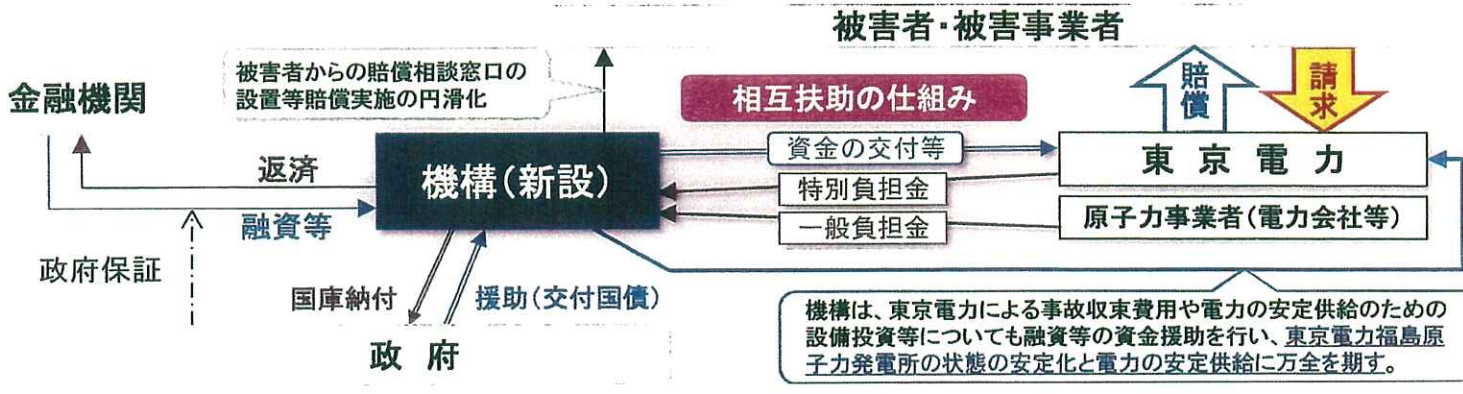 被害者・被害事業者
被害者からの賠償相談窓口の
設置等賠償実施の円滑化
金融機関
相互扶助の仕組み
賠償
請求
資金の交付等
東京電力
機構(新設)
返済
特別負担金
融資等
一般負担金
原子力事業者(電力会社等)
政府保証
国庫納付
援助(交付国債)
政府
機構は、東京電力による事故収束費用や電力の安定供給のための
設備投資等についても融資等の資金援助を行い、東京電力福島原
子力発電所の状態の安定化と電力の安定供給に万全を期す。